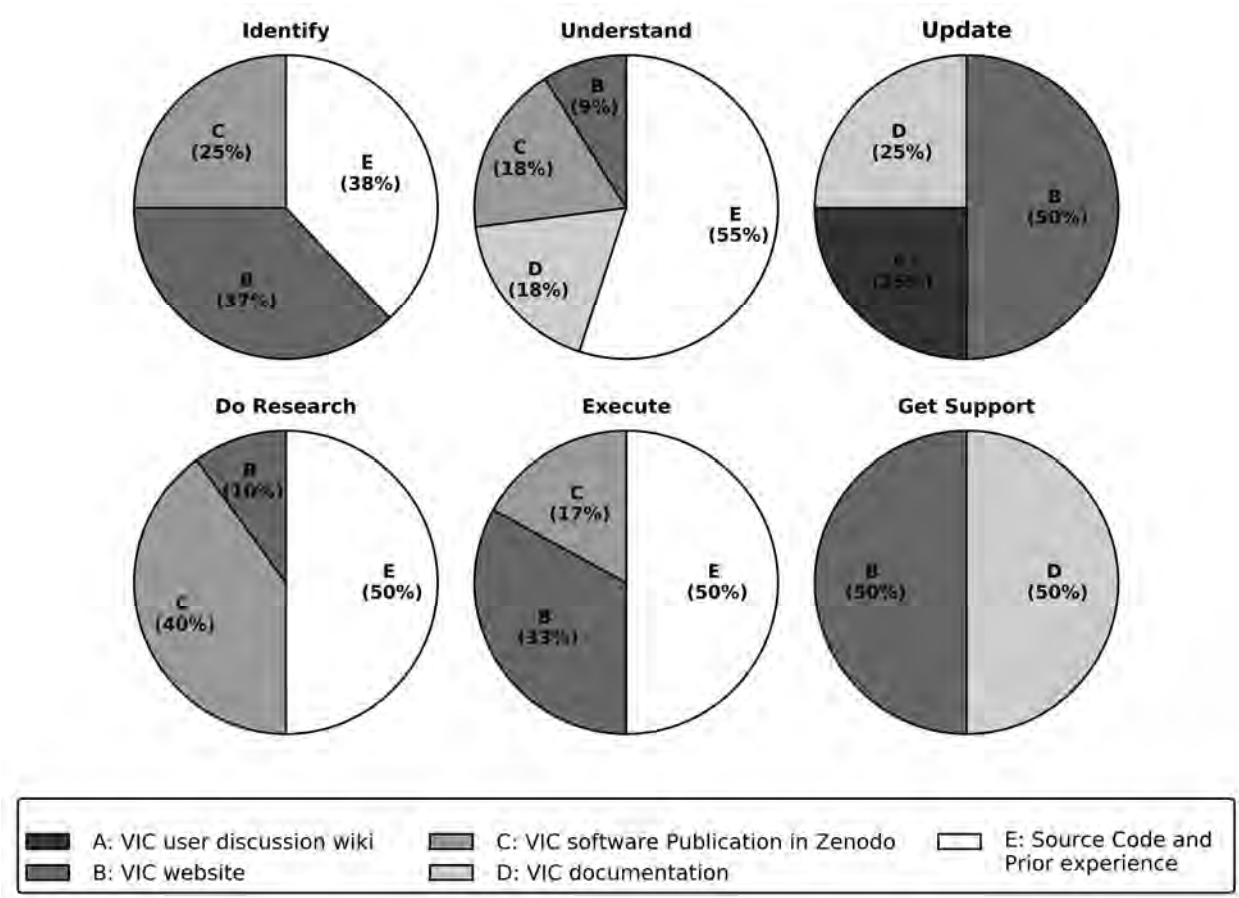 Identify
Understand
Update
C
(25%)
E
(38%)
B
(37%)
B
(9%)
C
(18%)
D
(18%)
E
(55%)
D
(25%)
B
(50%)
A
(25%)
Do Research
Execute
Get Support
B
(10%)
C
(40%)
E
(50%)
C
(17%)
B
(33%)
E
(50%)
B
(50%)
D
(50%)
A: VIC user discussion wiki
B: VIC website
C: VIC software Publication in Zenodo
D: VIC documentation
E: Source Code and
Prior experience